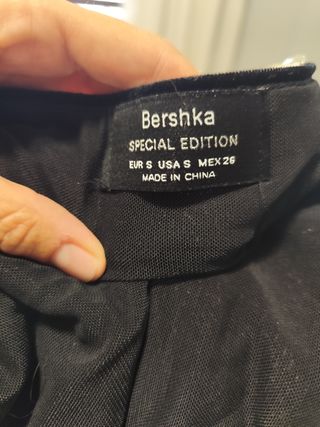 Bershka
SPECIAL EDITION
EUR S USA S MEX 26
MADE IN CHINA